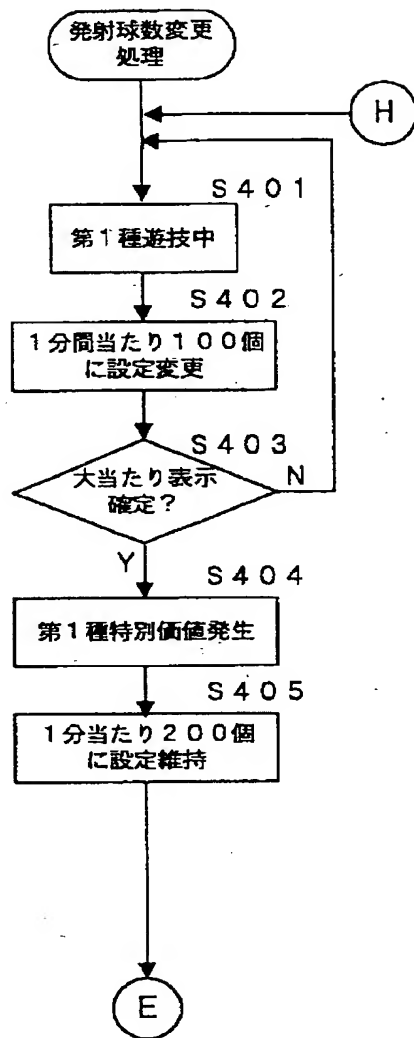 発射球数変更
処理
H
S401
第1種遊技中
S402
1分間当たり100個
に設定変更
S403
大当たり表示
確定?
N
Y
S404
第1種特別価値発生
S405
1分当たり200個
に設定維持
E